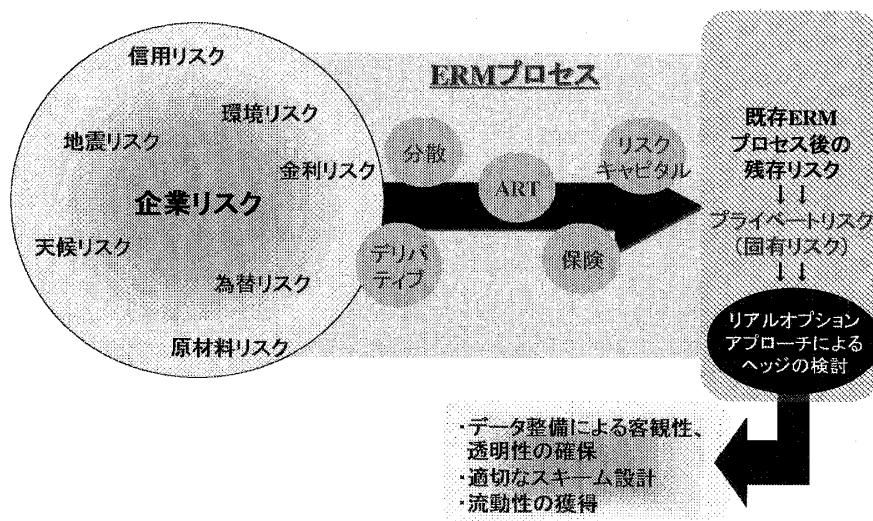 信用リスク
環境リスク
地震リスク
金利リスク
企業リスク
天候リスク
為替リスク
原材料リスク
ERMプロセス
分散
ART
リスク
キャピタル
デリバ
ティブ
保険
既存ERM
プロセス後の
残存リスク
↓ ↓
プライベートリスク
（固有リスク）
↓ ↓
リアルオプション
アプローチによる
ヘッジの検討
・データ整備による客観性、
透明性の確保
・適切なスキーム設計
・流動性の獲得